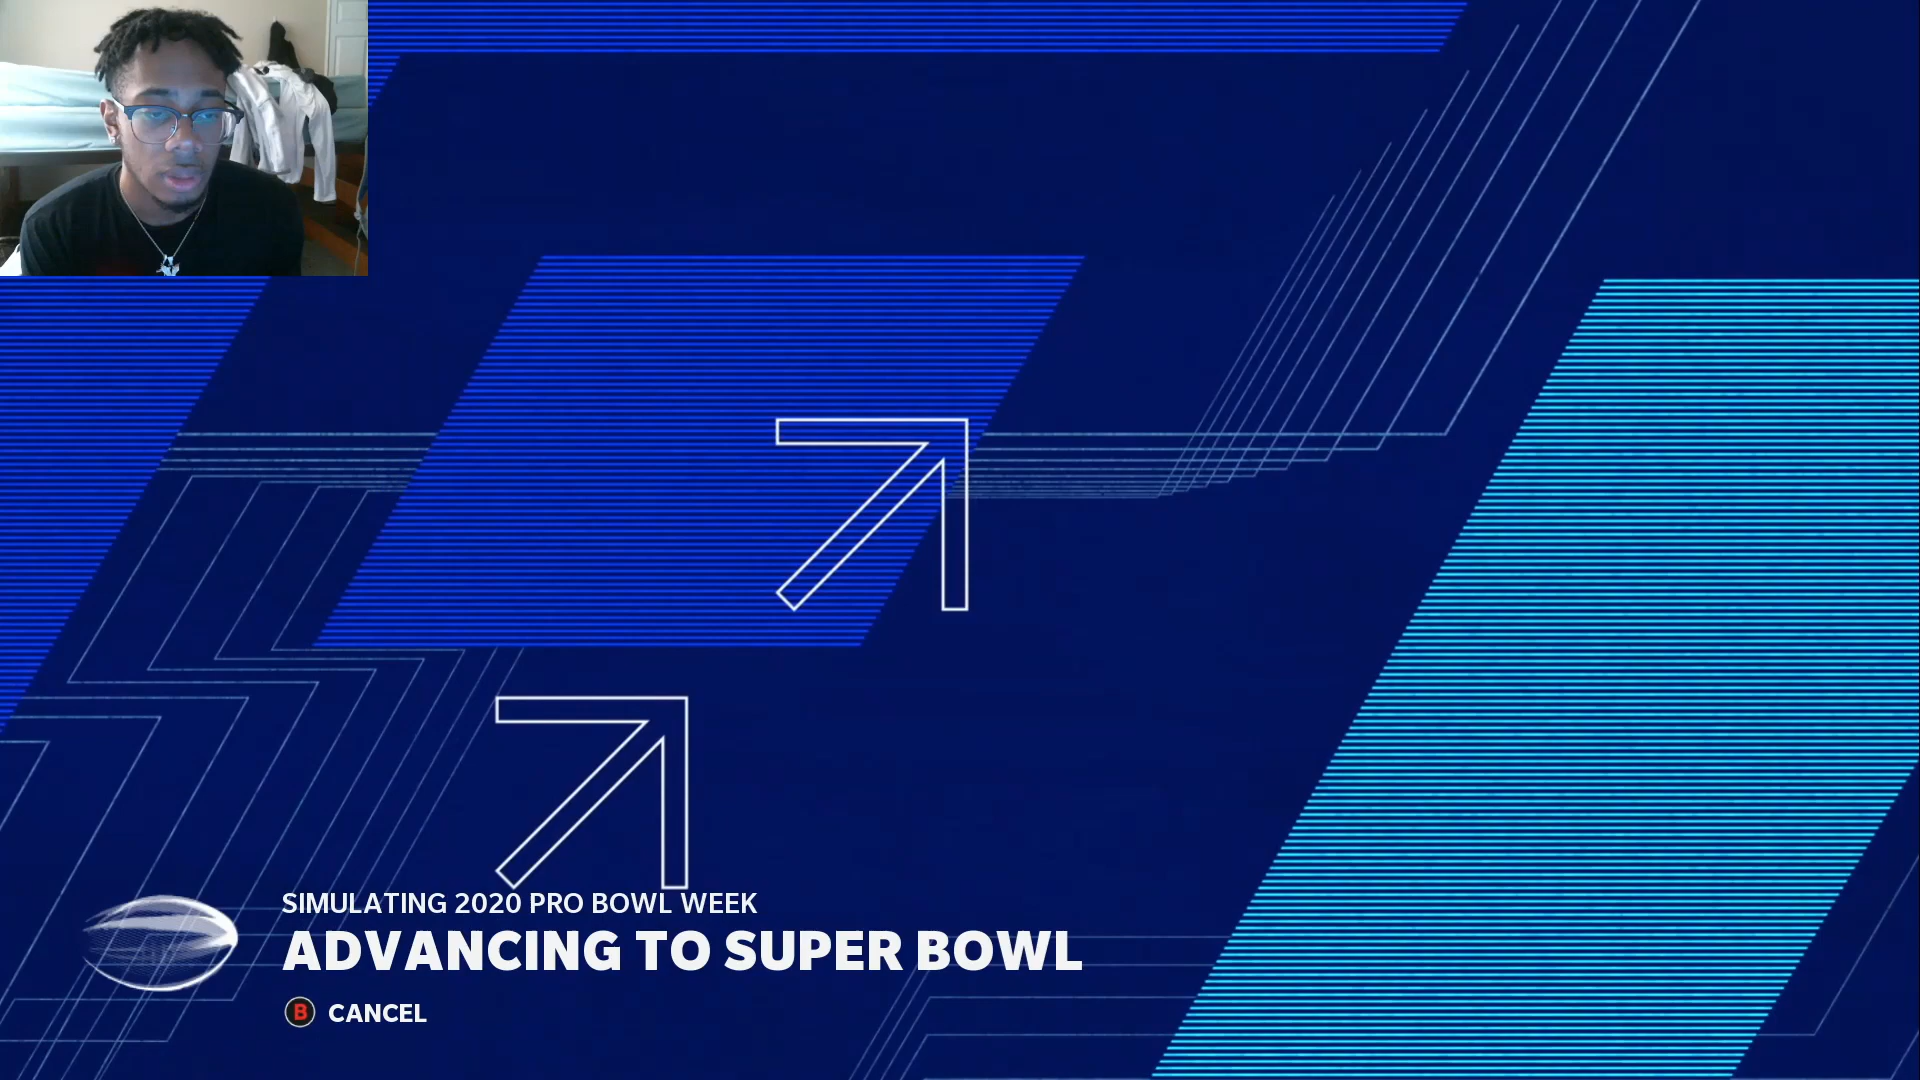 SIMULATING 2020 PRO BOWL WEEK
ADVANCING TO SUPER BOWL
B CANCEL